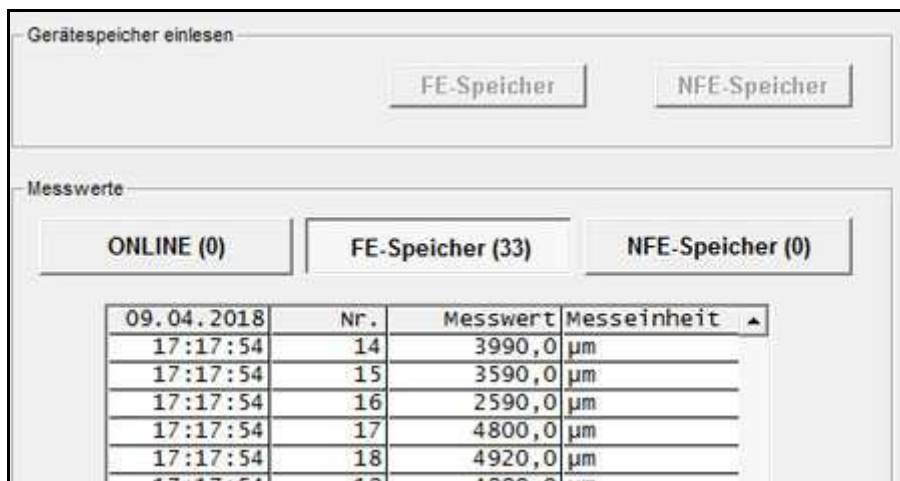 Gerätespeicher einlesen
FE-Speicher NFE-Speicher
Messwerte
ONLINE (0) FE-Speicher (33) NFE-Speicher (0)
09.04.2018 Nr. Messwert Messeinheit
17:17:54 14 3990,0 µm
17:17:54 15 3590,0 µm
17:17:54 16 2590,0 µm
17:17:54 17 4800,0 µm
17:17:54 18 4920,0 µm